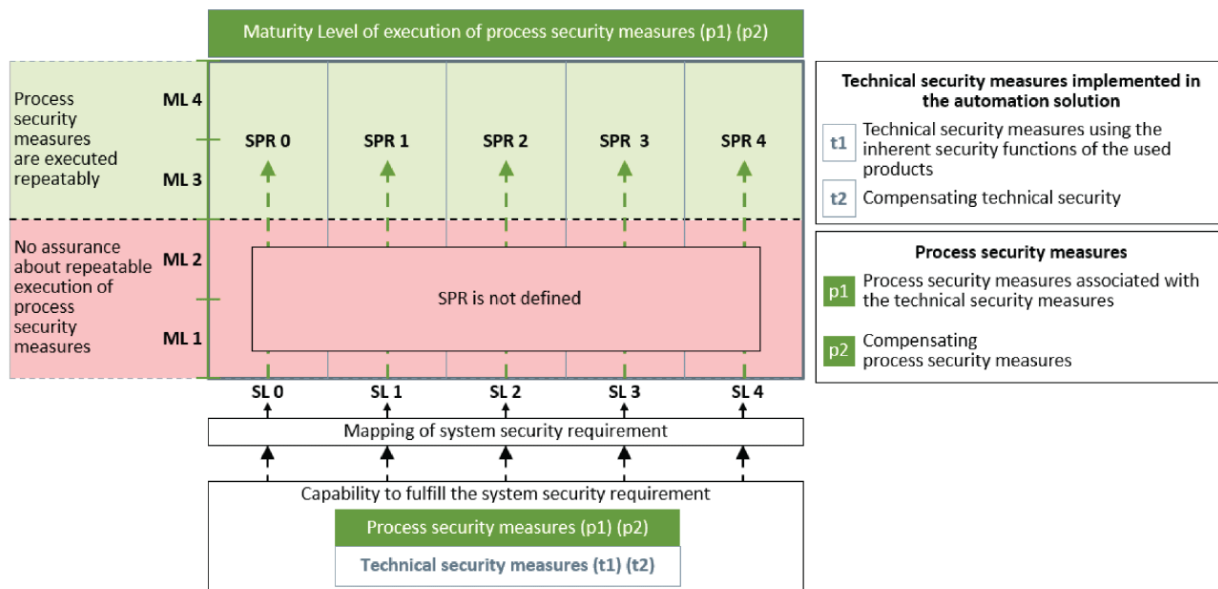 Maturity Level of execution of process security measures (p1) (p2)
Process
security
measures
are executed
repeatably
ML 4
ML 3
SPR 0
SPR 1
SPR 2
SPR 3
SPR 4
No assurance
about repeatable
execution of
process
security
measures
ML 2
ML 1
SPR is not defined
SL 0
SL 1
SL 2
SL 3
SL 4
Mapping of system security requirement
Capability to fulfill the system security requirement
Process security measures (p1) (p2)
Technical security measures (t1) (t2)
Technical security measures implemented in
the automation solution
t1
Technical security measures using the
inherent security functions of the used
products
t2
Compensating technical security
Process security measures
p1
Process security measures associated with
the technical security measures
p2
Compensating
process security measures